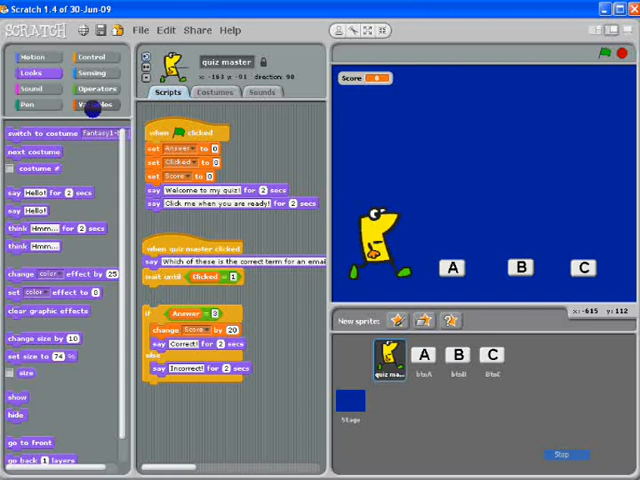 Scratch 1.4 of 30-Jun-09
SCRATCH
File Edit Share Help
Motion Control
Looks Sensing
Sound Operators
Pen
switch to costume fantasy1-b
next costume
costume #
say Hello! for 2 secs
say Hello!
think Hmm... for 2 secs
think Hmm...
change color effect by 25
set color effect to 0
clear graphic effects
change size by 10
set size to 74 %
size
show
hide
go to front
go back 1 layers
quiz master
direction: 90
Scripts Costumes Sounds
when clicked
set Answer to 0
set Clicked to 0
set Score to 0
say Welcome to my quiz! for 2 secs
say Click me when you are ready! for 2 secs
when quiz master clicked
say Which of these is the correct term for an emai
wait until Clicked = 1
if Answer = 3
change Score by 20
say Correct! for 2 secs
else
say Incorrect! for 2 secs
Score 0
A B C
x: -615 y: 112
New sprite:
quiz ma...
A B C
btnA btnB BtnC
Stage
Stop